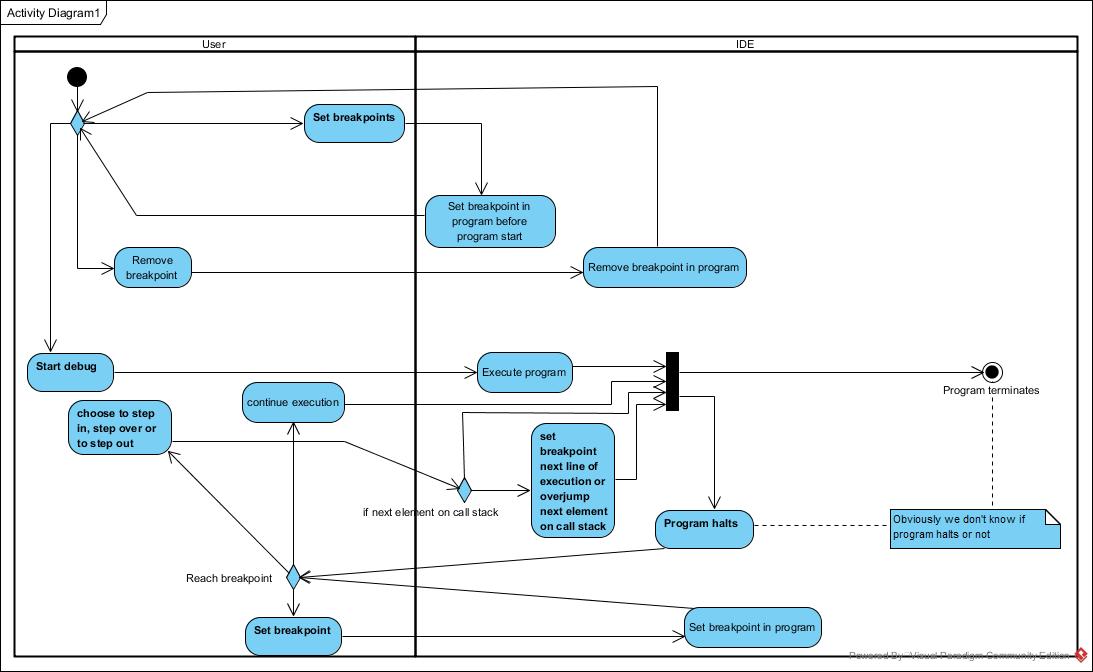 Activity Diagram1
User
IDE
Set breakpoints
Set breakpoint in
program before
program start
Remove
breakpoint
Remove breakpoint in program
Start debug
Execute program
Program terminates
continue execution
choose to step
in, step over or
to step out
set
breakpoint
next line of
execution or
overjump
next element
on call stack
if next element on call stack
Program halts
Obviously we don't know if
program halts or not
Reach breakpoint
Set breakpoint
Set breakpoint in program
Powered By Visual Paradigm Community Edition